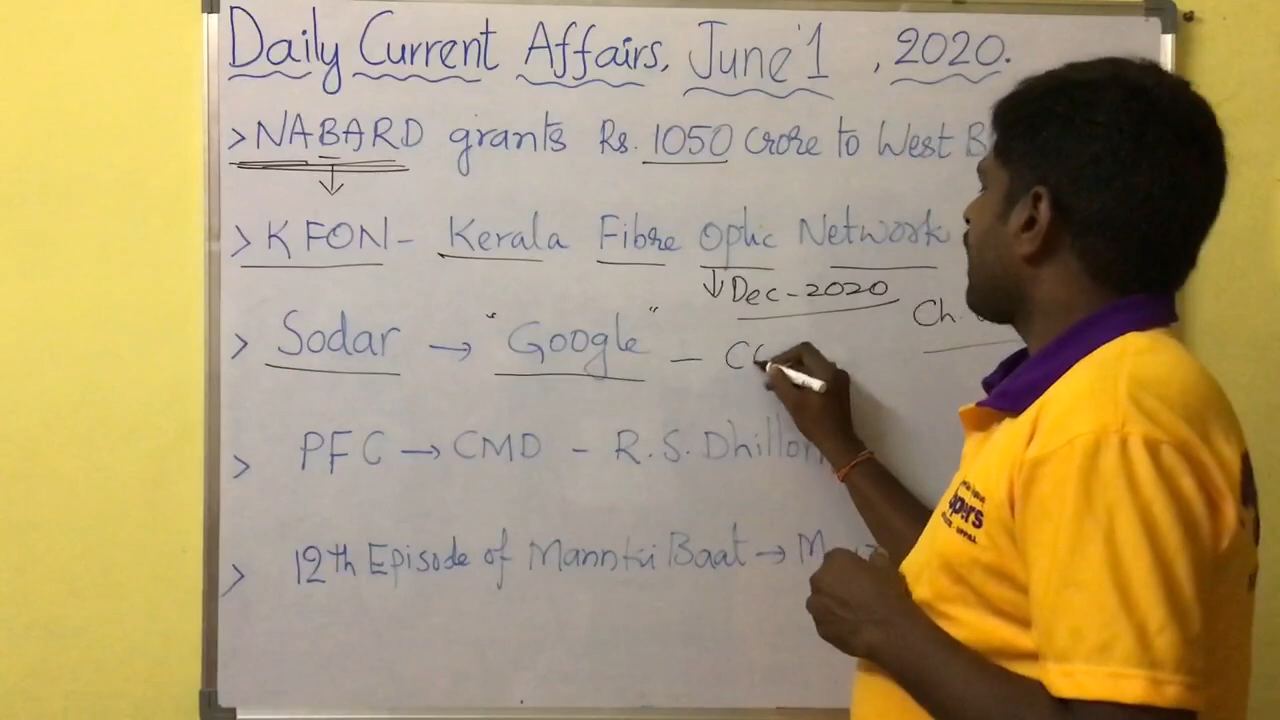 Daily Current Affairs, June 1, 2020.
> NABARD grants Rs. 1050 Crore to West
> KFON - Kerala Fibre Optic Network
Dec-2020
Ch.
> Sodar → "Google" -
> PFC → CMD - R.S. Dhillon
> 12th Episode of Mann ki Baat →